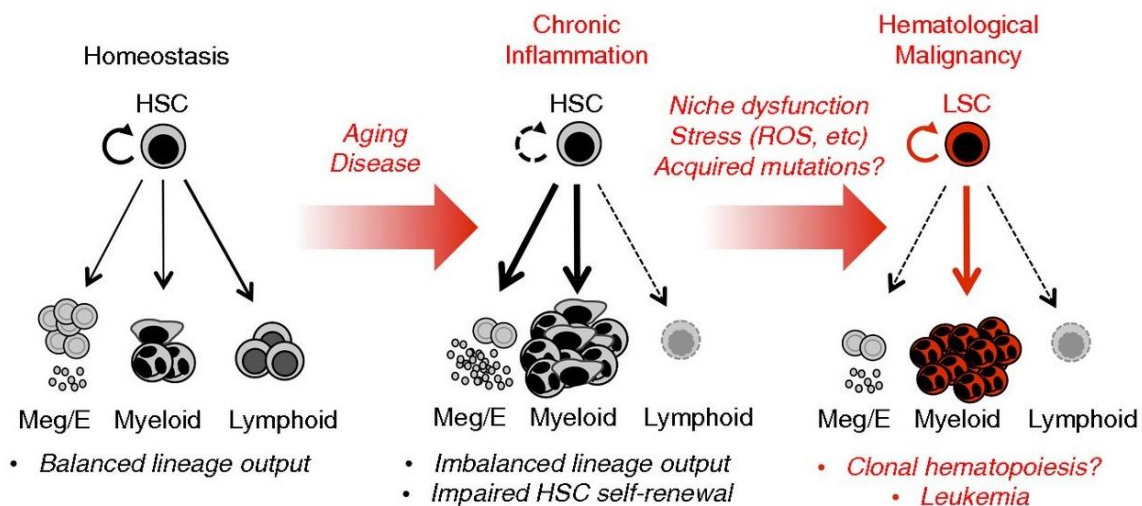 Homeostasis
HSC
Meg/E Myeloid Lymphoid
• Balanced lineage output
Aging
Disease
Chronic
Inflammation
HSC
Meg/E Myeloid Lymphoid
• Imbalanced lineage output
• Impaired HSC self-renewal
Niche dysfunction
Stress (ROS, etc)
Acquired mutations?
Hematological
Malignancy
LSC
Meg/E Myeloid Lymphoid
• Clonal hematopoiesis?
• Leukemia